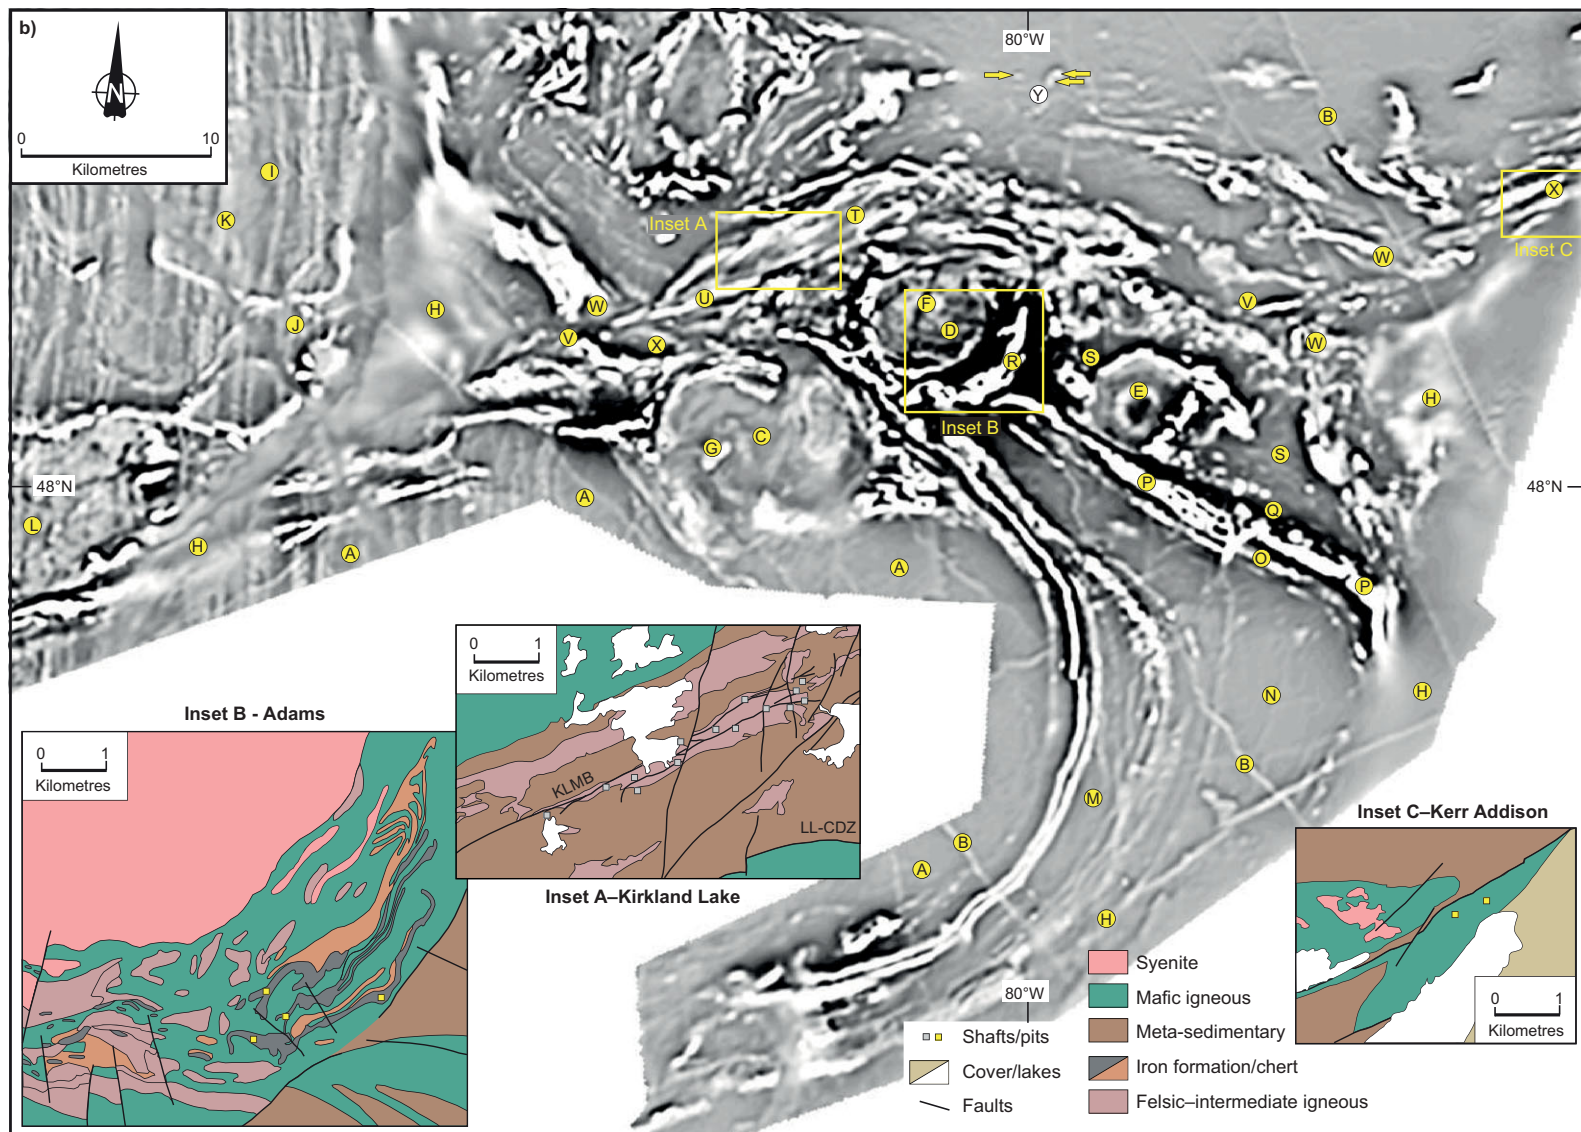 b)
N
0 10
Kilometres
80°W
Y
B
I
K
Inset A
T
X
Inset C
W
H
J
W
U
V
X
F
D
R
S
E
V
W
H
Inset B
G
C
S
48°N
48°N
A
P
Q
L
H
A
A
O
P
N
H
B
M
B
A
H
Inset B - Adams
0 1
Kilometres
0 1
Kilometres
KLMB
LL-CDZ
Inset A–Kirkland Lake
Inset C–Kerr Addison
0 1
Kilometres
80°W
Shafts/pits
Cover/lakes
Faults
Syenite
Mafic igneous
Meta-sedimentary
Iron formation/chert
Felsic–intermediate igneous